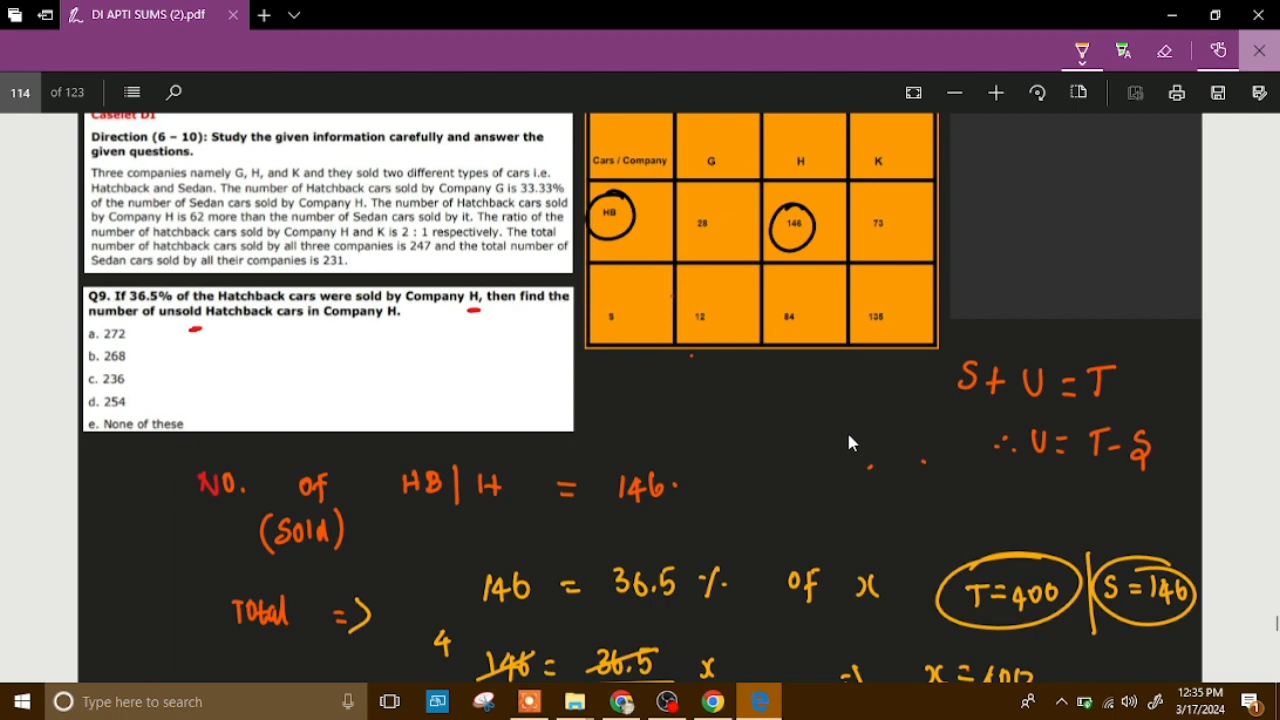 DI APTI SUMS (2).pdf
114 of 123
Caselet DI
Direction (6 – 10): Study the given information carefully and answer the
given questions.
Three companies namely G, H, and K and they sold two different types of cars i.e.
Hatchback and Sedan. The number of Hatchback cars sold by Company G is 33.33%
of the number of Sedan cars sold by Company H. The number of Hatchback cars sold
by Company H is 62 more than the number of Sedan cars sold by it. The ratio of the
number of hatchback cars sold by Company H and K is 2 : 1 respectively. The total
number of hatchback cars sold by all three companies is 247 and the total number of
Sedan cars sold by all their companies is 231.
Cars / Company G H K
HB 28 146 73
S 12 84 135
Q9. If 36.5% of the Hatchback cars were sold by Company H, then find the
number of unsold Hatchback cars in Company H.
a. 272
b. 268
c. 236
d. 254
e. None of these
S + U = T
∴ U = T - S
NO. of HB | H = 146.
(Sold)
146 = 36.5 % of x
T = 400 | S = 146
Total =>
4
146 = 36.5 x
Type here to search
12:35 PM
3/17/2024